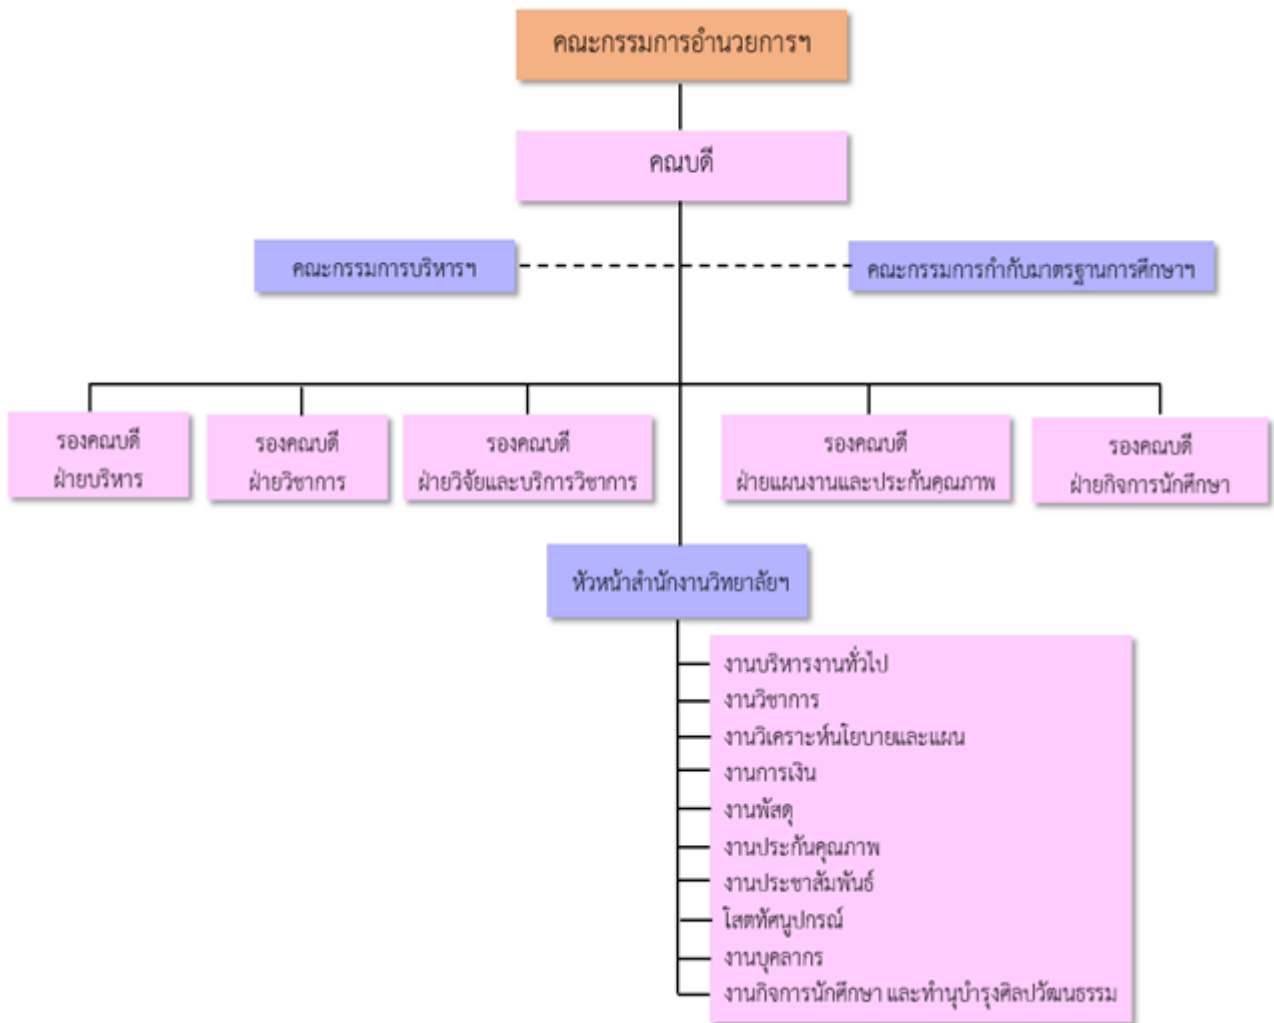 คณะกรรมการอำนวยการฯ
คณบดี
คณะกรรมการบริหารฯ
คณะกรรมการกำกับมาตรฐานการศึกษาฯ
รองคณบดี
ฝ่ายบริหาร
รองคณบดี
ฝ่ายวิชาการ
รองคณบดี
ฝ่ายวิจัยและบริการวิชาการ
รองคณบดี
ฝ่ายแผนงานและประกันคุณภาพ
รองคณบดี
ฝ่ายกิจการนักศึกษา
หัวหน้าสำนักงานวิทยาลัยฯ
งานบริหารงานทั่วไป
งานวิชาการ
งานวิเคราะห์นโยบายและแผน
งานการเงิน
งานพัสดุ
งานประกันคุณภาพ
งานประชาสัมพันธ์
โสตทัศนูปกรณ์
งานบุคลากร
งานกิจการนักศึกษา และทำนุบำรุงศิลปวัฒนธรรม